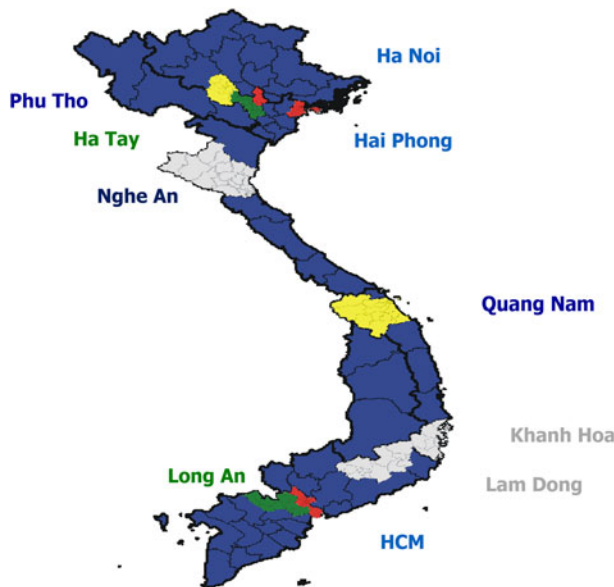 Ha Noi
Phu Tho
Ha Tay
Hai Phong
Nghe An
Quang Nam
Khanh Hoa
Long An
Lam Dong
HCM